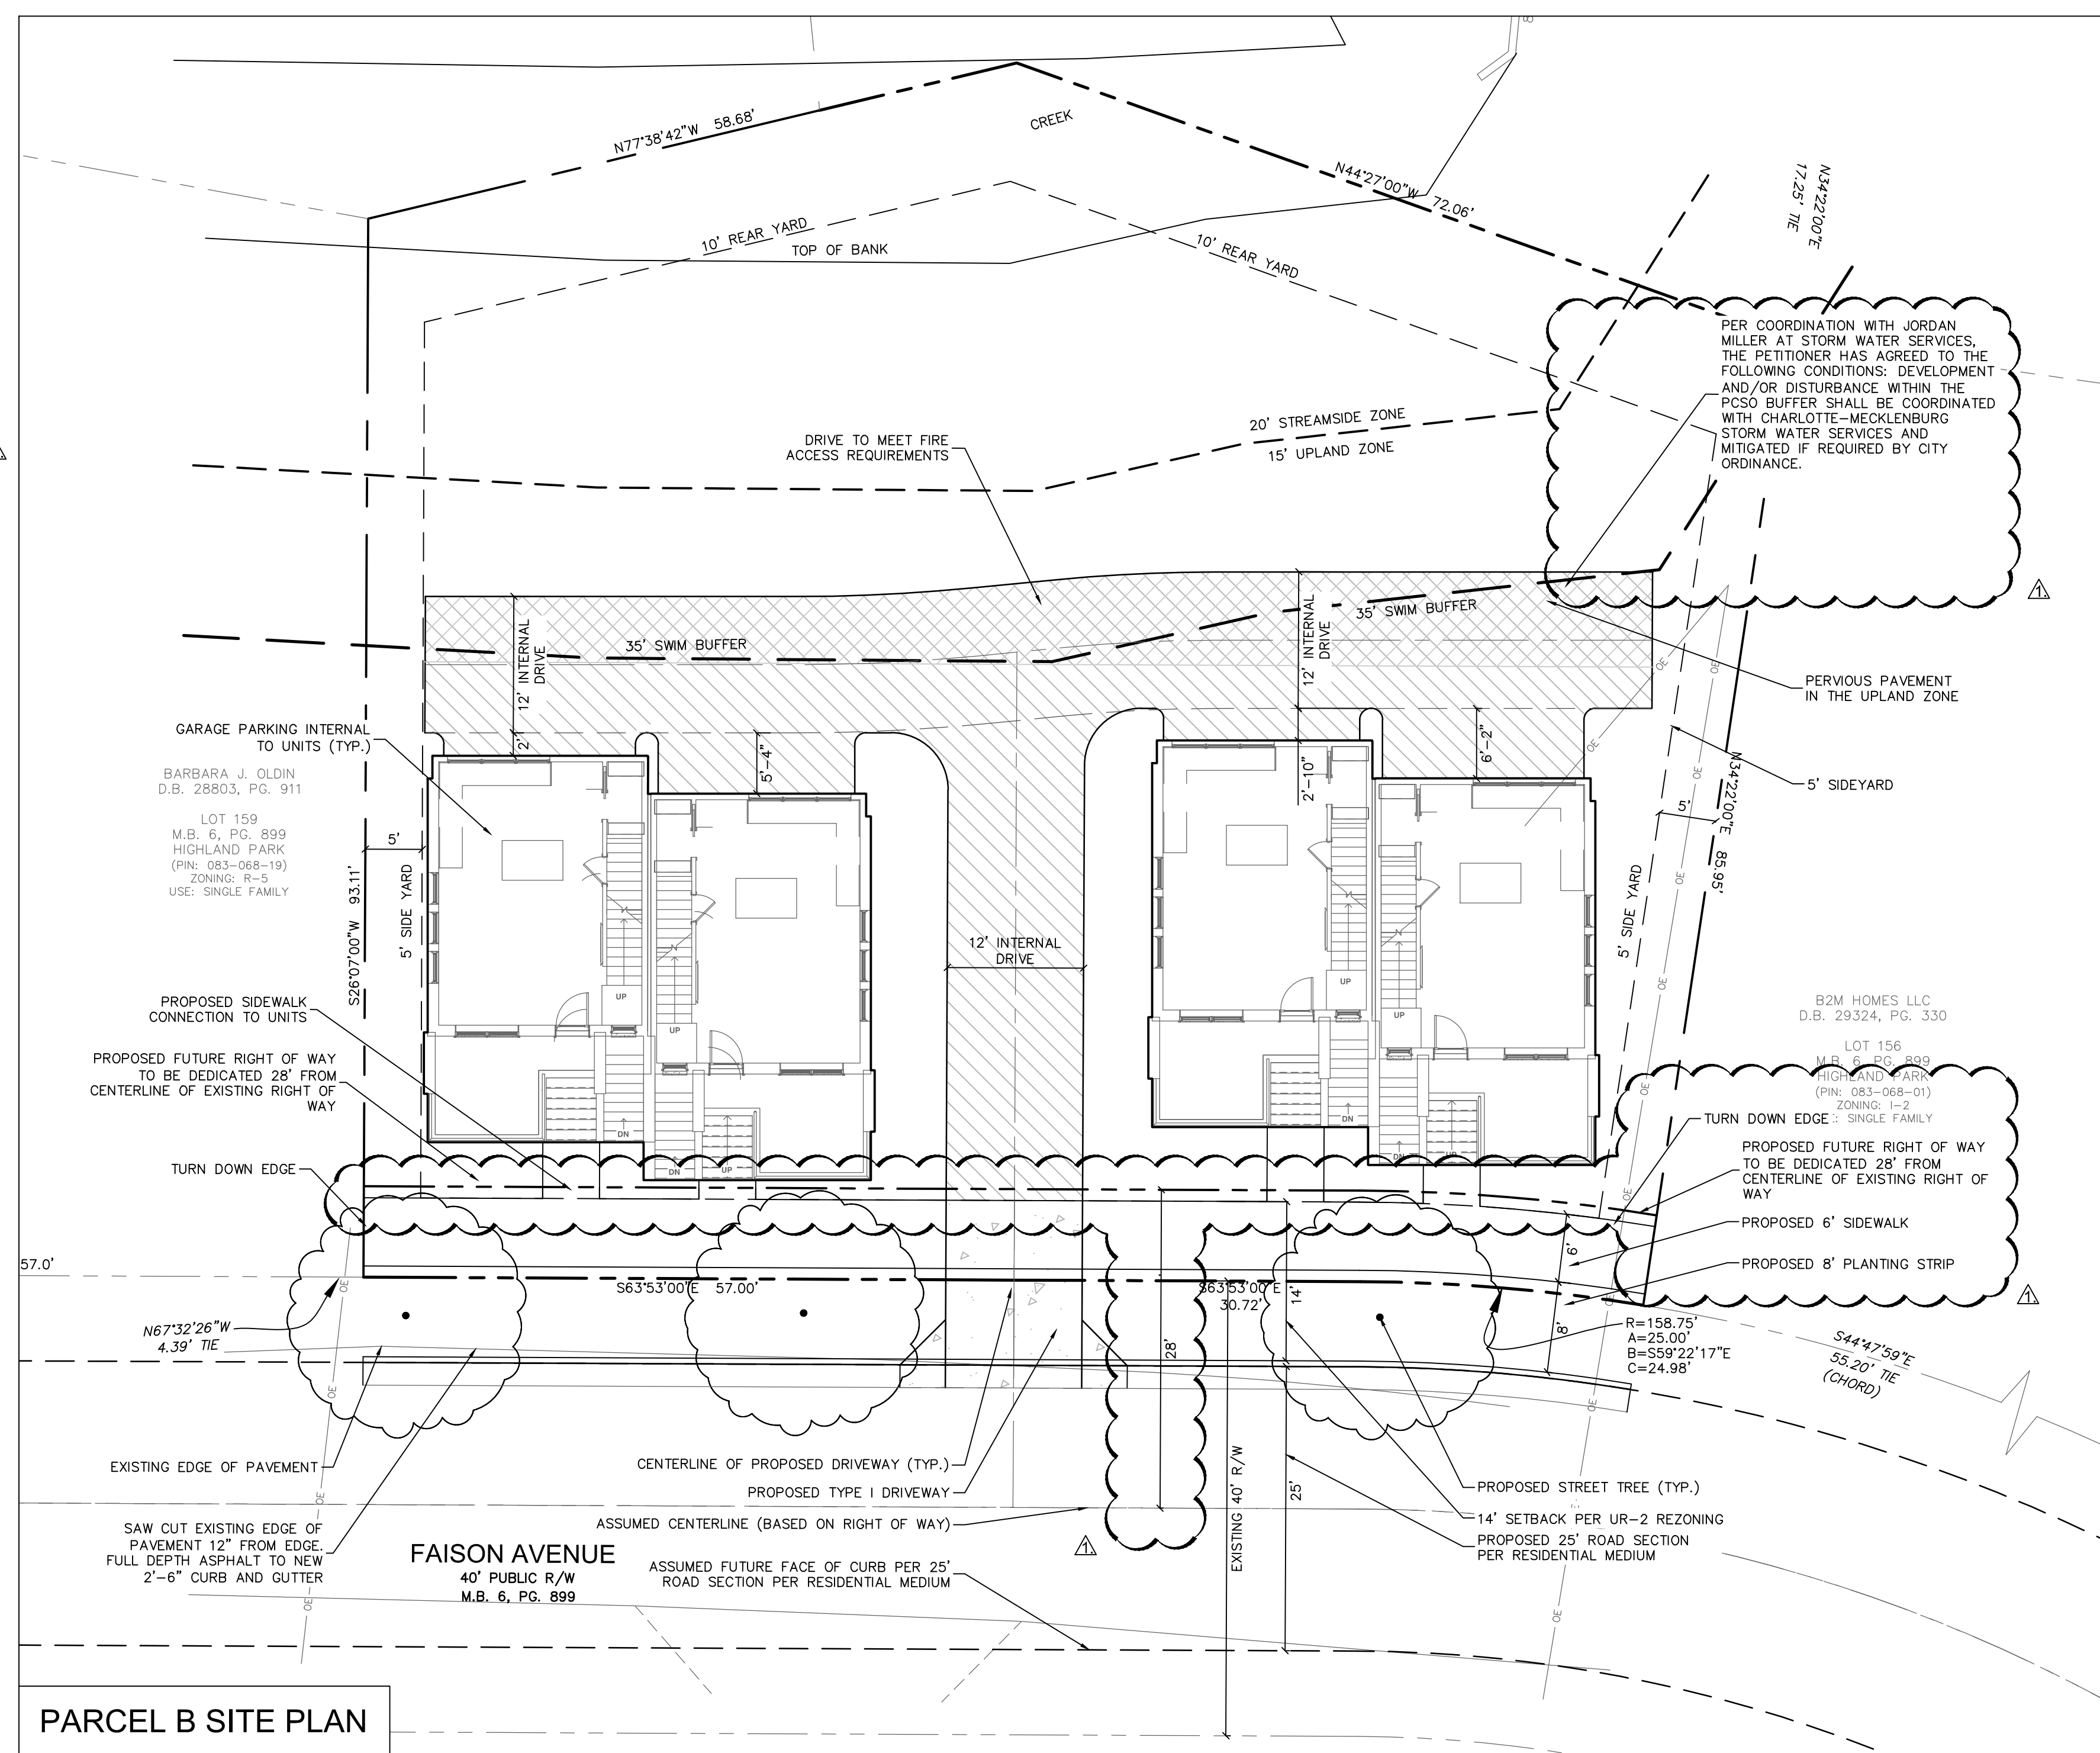 N77°38'42"W 58.68'
CREEK
N44°27'00"W 72.06'
N34°22'00"E
17.25' TIE
10' REAR YARD
TOP OF BANK
10' REAR YARD
PER COORDINATION WITH JORDAN
MILLER AT STORM WATER SERVICES,
THE PETITIONER HAS AGREED TO THE
FOLLOWING CONDITIONS: DEVELOPMENT
AND/OR DISTURBANCE WITHIN THE
PCSO BUFFER SHALL BE COORDINATED
WITH CHARLOTTE-MECKLENBURG
STORM WATER SERVICES AND
MITIGATED IF REQUIRED BY CITY
ORDINANCE.
1.
20' STREAMSIDE ZONE
15' UPLAND ZONE
DRIVE TO MEET FIRE
ACCESS REQUIREMENTS
35' SWIM BUFFER
35' SWIM BUFFER
12' INTERNAL
DRIVE
12' INTERNAL
DRIVE
PERVIOUS PAVEMENT
IN THE UPLAND ZONE
GARAGE PARKING INTERNAL
TO UNITS (TYP.)
2'
5'-4"
2'-10"
6'-2"
OE
OE
OE
5' SIDEYARD
BARBARA J. OLDIN
D.B. 28803, PG. 911
LOT 159
M.B. 6, PG. 899
HIGHLAND PARK
(PIN: 083-068-19)
ZONING: R-5
USE: SINGLE FAMILY
5'
5'
S26°07'00"W 93.11'
5' SIDE YARD
5' SIDE YARD
N34°22'00"E 85.95'
OE
OE
OE
12' INTERNAL
DRIVE
UP
UP
UP
UP
DN
DN
DN
DN
UP
B2M HOMES LLC
D.B. 29324, PG. 330
LOT 156
M.B. 6, PG. 899
HIGHLAND PARK
(PIN: 083-068-01)
ZONING: I-2
: SINGLE FAMILY
PROPOSED SIDEWALK
CONNECTION TO UNITS
PROPOSED FUTURE RIGHT OF WAY
TO BE DEDICATED 28' FROM
CENTERLINE OF EXISTING RIGHT OF
WAY
TURN DOWN EDGE
TURN DOWN EDGE
PROPOSED FUTURE RIGHT OF WAY
TO BE DEDICATED 28' FROM
CENTERLINE OF EXISTING RIGHT OF
WAY
PROPOSED 6' SIDEWALK
PROPOSED 8' PLANTING STRIP
1.
OE
OE
6'
8'
57.0'
OE
S63°53'00"E 57.00'
S63°53'00"E
30.72'
14'
28'
N67°32'26"W
4.39' TIE
R=158.75'
A=25.00'
B=S59°22'17"E
C=24.98'
S44°47'59"E
55.20' TIE
(CHORD)
OE
OE
EXISTING EDGE OF PAVEMENT
CENTERLINE OF PROPOSED DRIVEWAY (TYP.)
PROPOSED TYPE I DRIVEWAY
ASSUMED CENTERLINE (BASED ON RIGHT OF WAY)
EXISTING 40' R/W
25'
PROPOSED STREET TREE (TYP.)
14' SETBACK PER UR-2 REZONING
PROPOSED 25' ROAD SECTION
PER RESIDENTIAL MEDIUM
SAW CUT EXISTING EDGE OF
PAVEMENT 12" FROM EDGE.
FULL DEPTH ASPHALT TO NEW
2'-6" CURB AND GUTTER
OE
OE
OE
FAISON AVENUE
40' PUBLIC R/W
M.B. 6, PG. 899
ASSUMED FUTURE FACE OF CURB PER 25'
ROAD SECTION PER RESIDENTIAL MEDIUM
1.
PARCEL B SITE PLAN